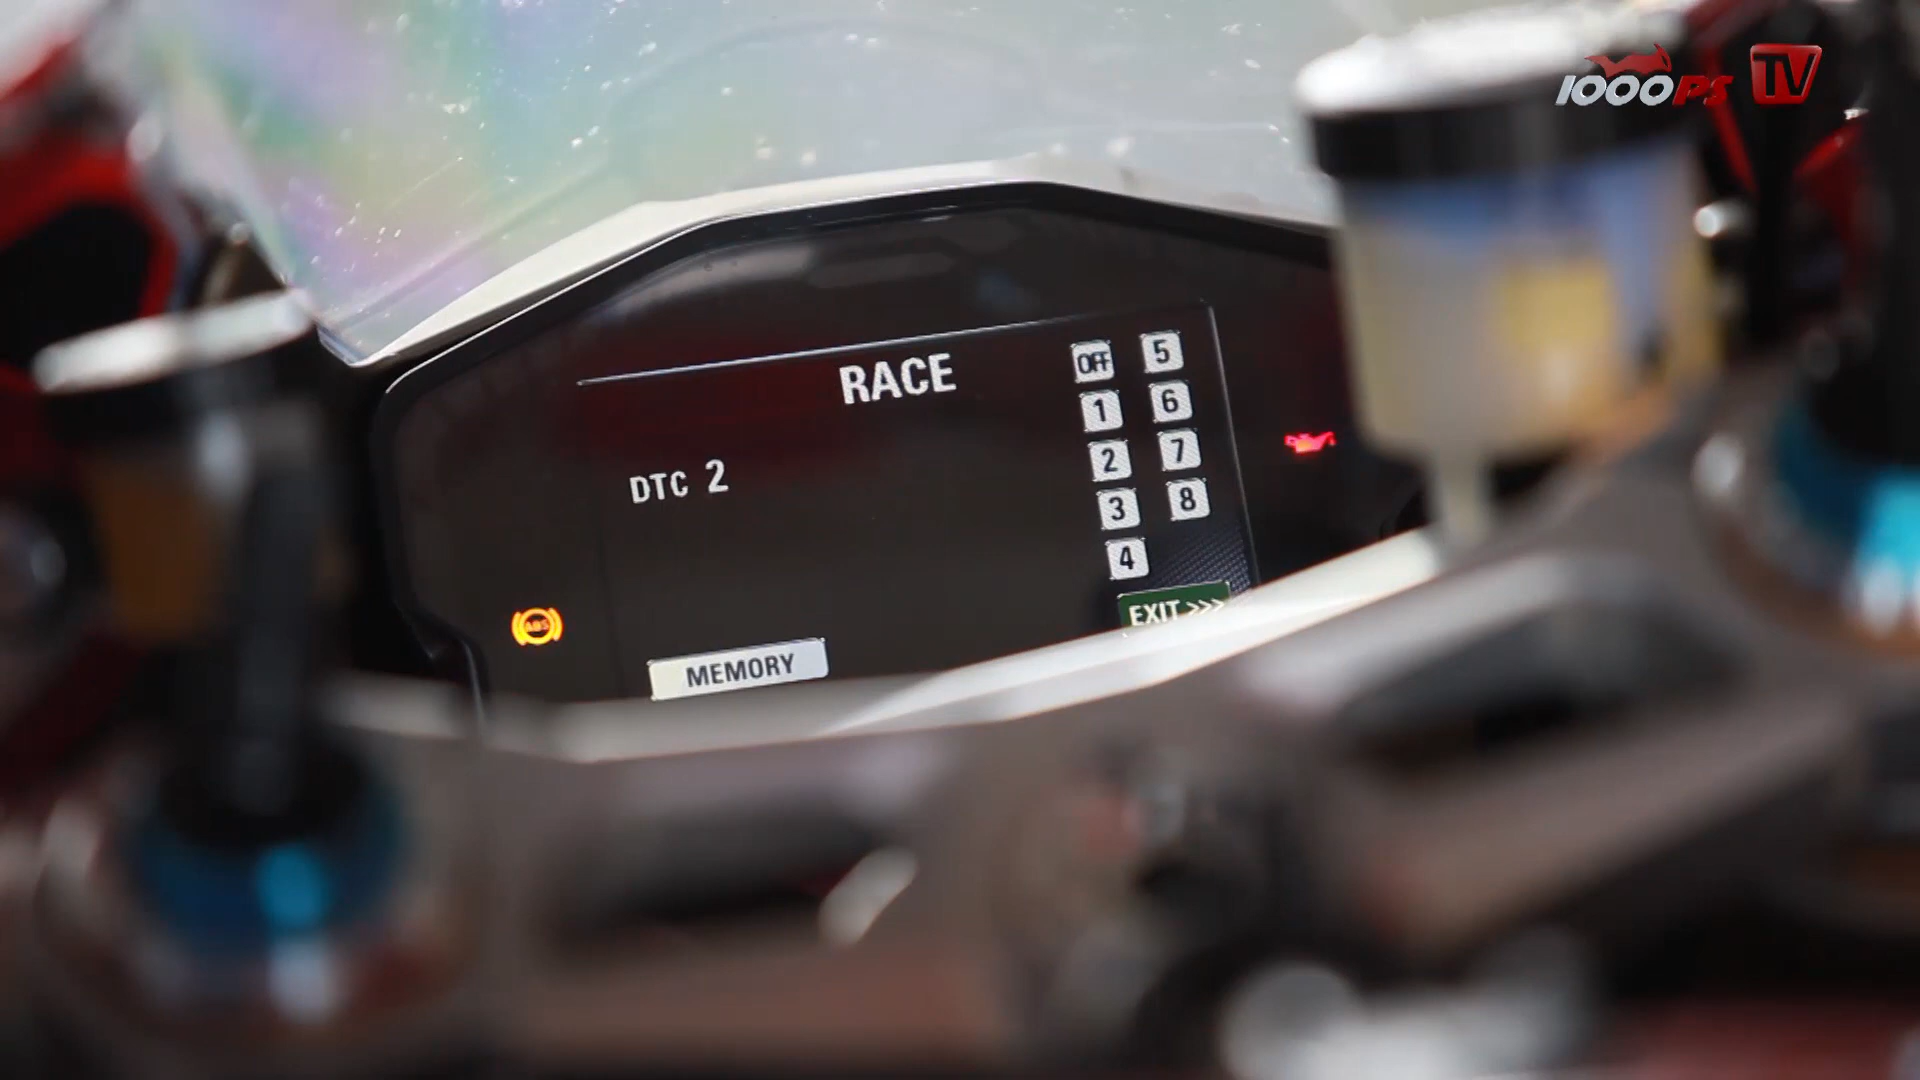 1000PS TV
RACE
DTC 2
OFF 5
1 6
2 7
3 8
4
EXIT >>>
ABS
MEMORY